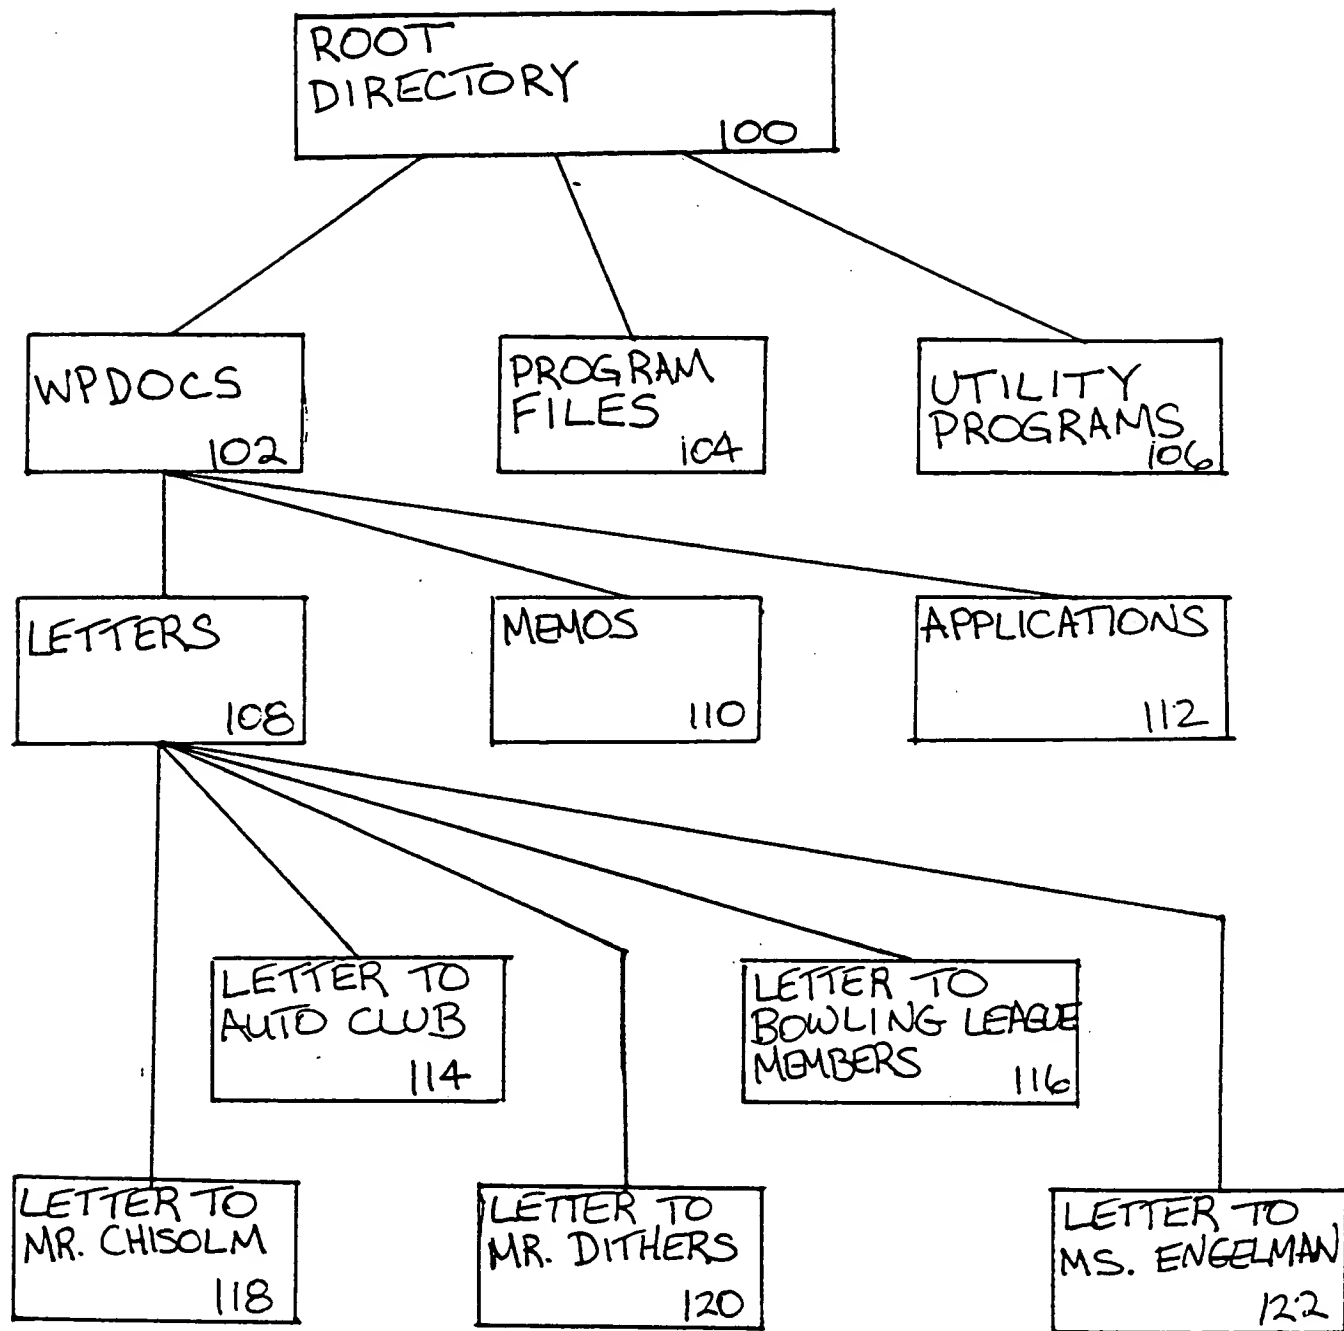 ROOT
DIRECTORY
100
WPDOCS
102
PROGRAM
FILES
104
UTILITY
PROGRAMS
106
LETTERS
108
MEMOS
110
APPLICATIONS
112
LETTER TO
AUTO CLUB
114
LETTER TO
BOWLING LEAGUE
MEMBERS
116
LETTER TO
MR. CHISOLM
118
LETTER TO
MR. DITHERS
120
LETTER TO
MS. ENGELMAN
122